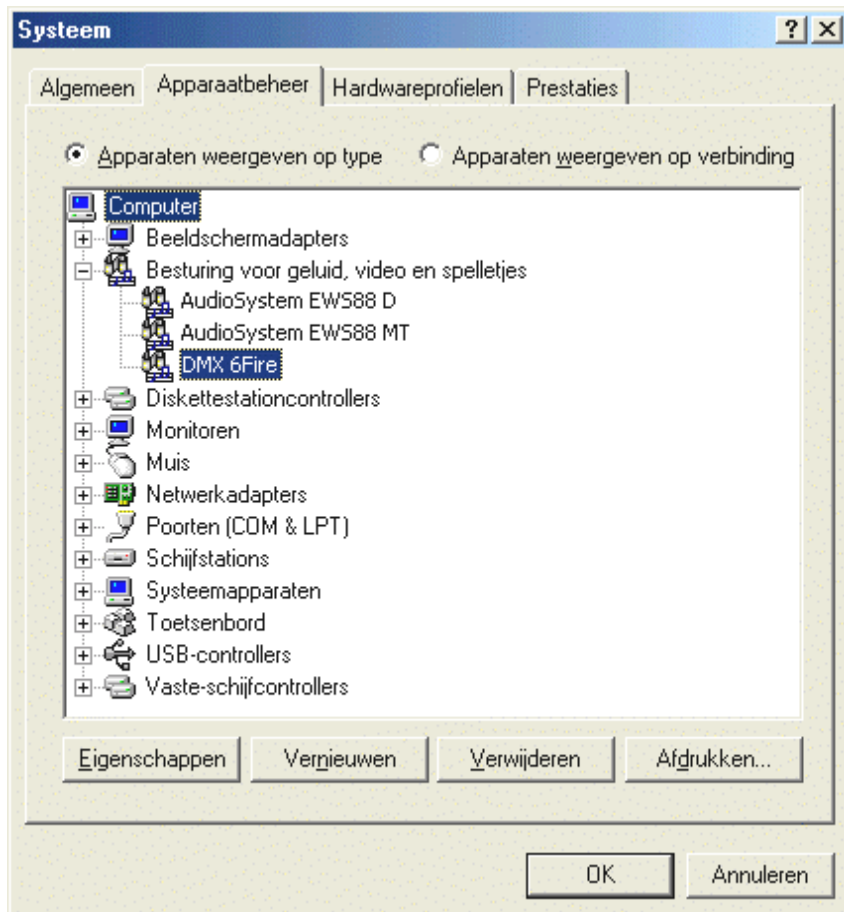 Systeem
Algemeen Apparaatbeheer Hardwareprofielen Prestaties
Apparaten weergeven op type Apparaten weergeven op verbinding
Computer
Beeldschermadapters
Besturing voor geluid, video en spelletjes
AudioSystem EWS88 D
AudioSystem EWS88 MT
DMX 6Fire
Diskettestationcontrollers
Monitoren
Muis
Netwerkadapters
Poorten (COM & LPT)
Schijfstations
Systeemapparaten
Toetsenbord
USB-controllers
Vaste-schijfcontrollers
Eigenschappen Vernieuwen Verwijderen Afdrukken...
OK Annuleren